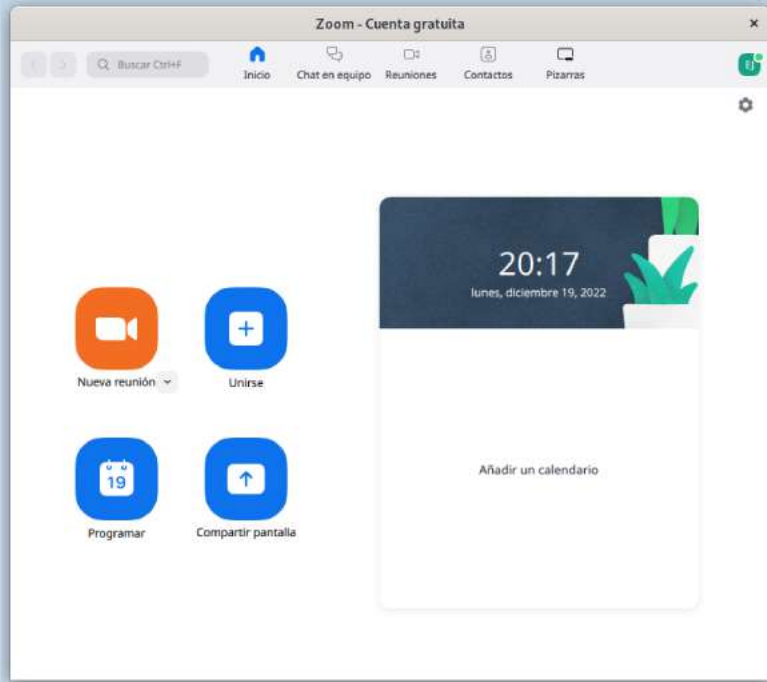 Zoom - Cuenta gratuita
Buscar Ctrl+F
Inicio
Chat en equipo
Reuniones
Contactos
Pizarras
EJ
20:17
lunes, diciembre 19, 2022
Nueva reunión
Unirse
19
Programar
Compartir pantalla
Añadir un calendario